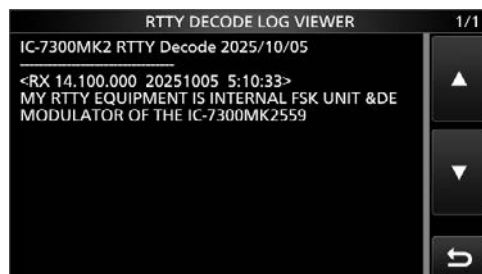 RTTY DECODE LOG VIEWER 1/1
IC-7300MK2 RTTY Decode 2025/10/05
--------------------------------
<RX 14.100.000 20251005 5:10:33>
MY RTTY EQUIPMENT IS INTERNAL FSK UNIT &DE
MODULATOR OF THE IC-7300MK2559